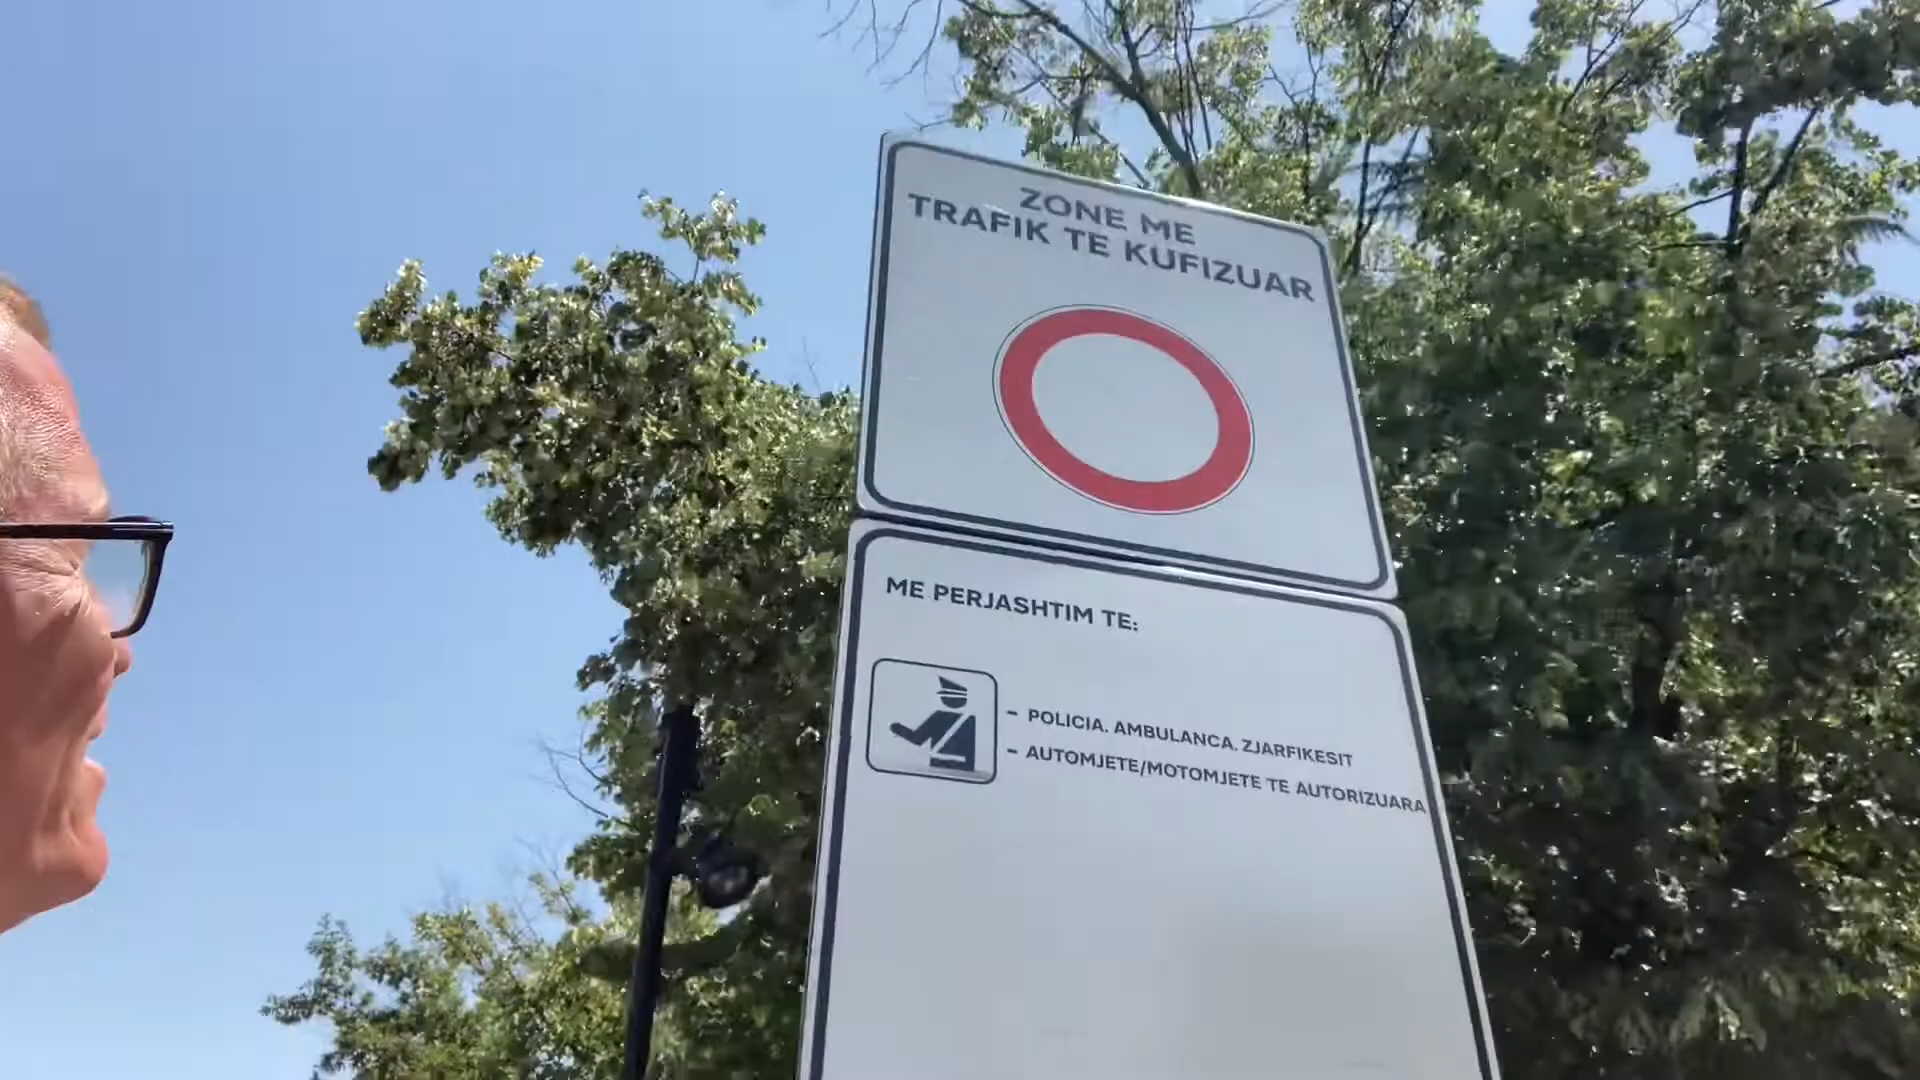 ZONE ME
TRAFIK TE KUFIZUAR
ME PERJASHTIM TE:
- POLICIA. AMBULANCA. ZJARFIKESIT
- AUTOMJETE/MOTOMJETE TE AUTORIZUARA